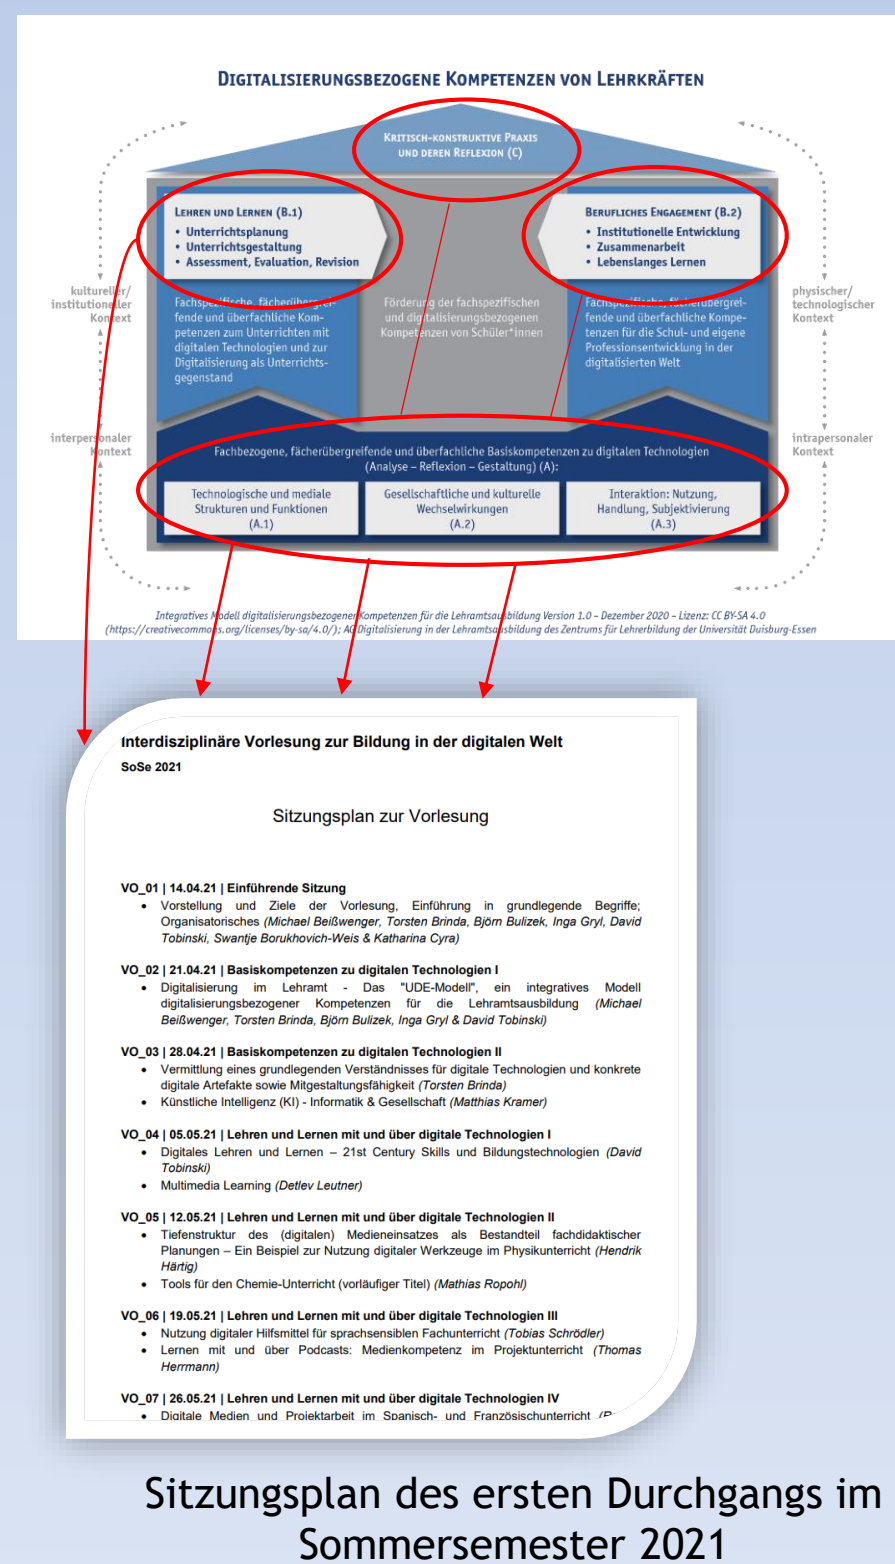 DIGITALISIERUNGSBEZOGENE KOMPETENZEN VON LEHRKRÄFTEN
KRITISCH-KONSTRUKTIVE PRAXIS
UND DEREN REFLEXION (C)
LEHREN UND LERNEN (B.1)
• Unterrichtsplanung
• Unterrichtsgestaltung
• Assessment, Evaluation, Revision
BERUFLICHES ENGAGEMENT (B.2)
• Institutionelle Entwicklung
• Zusammenarbeit
• Lebenslanges Lernen
kultureller/
institutioneller
Kontext
physischer/
technologischer
Kontext
Fachspezifische, fächerübergrei-
fende und überfachliche Kom-
petenzen zum Unterrichten mit
digitalen Technologien und zur
Digitalisierung als Unterrichts-
gegenstand
Förderung der fachspezifischen
und digitalisierungsbezogenen
Kompetenzen von Schüler*innen
Fachspezifische, fächerübergrei-
fende und überfachliche Kompe-
tenzen für die Schul- und eigene
Professionsentwicklung in der
digitalisierten Welt
interpersonaler
Kontext
intrapersonaler
Kontext
Fachbezogene, fächerübergreifende und überfachliche Basiskompetenzen zu digitalen Technologien
(Analyse – Reflexion – Gestaltung) (A):
Technologische und mediale
Strukturen und Funktionen
(A.1)
Gesellschaftliche und kulturelle
Wechselwirkungen
(A.2)
Interaktion: Nutzung,
Handlung, Subjektivierung
(A.3)
Integratives Modell digitalisierungsbezogener Kompetenzen für die Lehramtsausbildung Version 1.0 – Dezember 2020 – Lizenz: CC BY-SA 4.0
(https://creativecommons.org/licenses/by-sa/4.0/); AG Digitalisierung in der Lehramtsausbildung des Zentrums für Lehrerbildung der Universität Duisburg-Essen
Interdisziplinäre Vorlesung zur Bildung in der digitalen Welt
SoSe 2021
Sitzungsplan zur Vorlesung
VO_01 | 14.04.21 | Einführende Sitzung
• Vorstellung und Ziele der Vorlesung, Einführung in grundlegende Begriffe;
Organisatorisches (Michael Beißwenger, Torsten Brinda, Björn Bulizek, Inga Gryl, David
Tobinski, Swantje Borukhovich-Weis & Katharina Cyra)
VO_02 | 21.04.21 | Basiskompetenzen zu digitalen Technologien I
• Digitalisierung im Lehramt - Das "UDE-Modell", ein integratives Modell
digitalisierungsbezogener Kompetenzen für die Lehramtsausbildung (Michael
Beißwenger, Torsten Brinda, Björn Bulizek, Inga Gryl & David Tobinski)
VO_03 | 28.04.21 | Basiskompetenzen zu digitalen Technologien II
• Vermittlung eines grundlegenden Verständnisses für digitale Technologien und konkrete
digitale Artefakte sowie Mitgestaltungsfähigkeit (Torsten Brinda)
• Künstliche Intelligenz (KI) - Informatik & Gesellschaft (Matthias Kramer)
VO_04 | 05.05.21 | Lehren und Lernen mit und über digitale Technologien I
• Digitales Lehren und Lernen – 21st Century Skills und Bildungstechnologien (David
Tobinski)
• Multimedia Learning (Detlev Leutner)
VO_05 | 12.05.21 | Lehren und Lernen mit und über digitale Technologien II
• Tiefenstruktur des (digitalen) Medieneinsatzes als Bestandteil fachdidaktischer
Planungen – Ein Beispiel zur Nutzung digitaler Werkzeuge im Physikunterricht (Hendrik
Härtig)
• Tools für den Chemie-Unterricht (vorläufiger Titel) (Mathias Ropohl)
VO_06 | 19.05.21 | Lehren und Lernen mit und über digitale Technologien III
• Nutzung digitaler Hilfsmittel für sprachsensiblen Fachunterricht (Tobias Schrödler)
• Lernen mit und über Podcasts: Medienkompetenz im Projektunterricht (Thomas
Herrmann)
VO_07 | 26.05.21 | Lehren und Lernen mit und über digitale Technologien IV
• Digitale Medien und Projektarbeit im Spanisch- und Französischunterricht
Sitzungsplan des ersten Durchgangs im
Sommersemester 2021